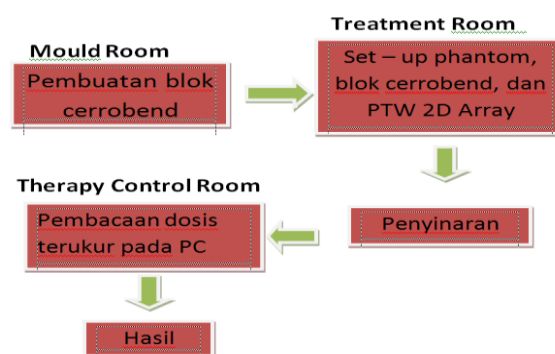 Mould Room
Pembuatan blok
cerrobend
Treatment Room
Set – up phantom,
blok cerrobend, dan
PTW 2D Array
Penyinaran
Therapy Control Room
Pembacaan dosis
terukur pada PC
Hasil